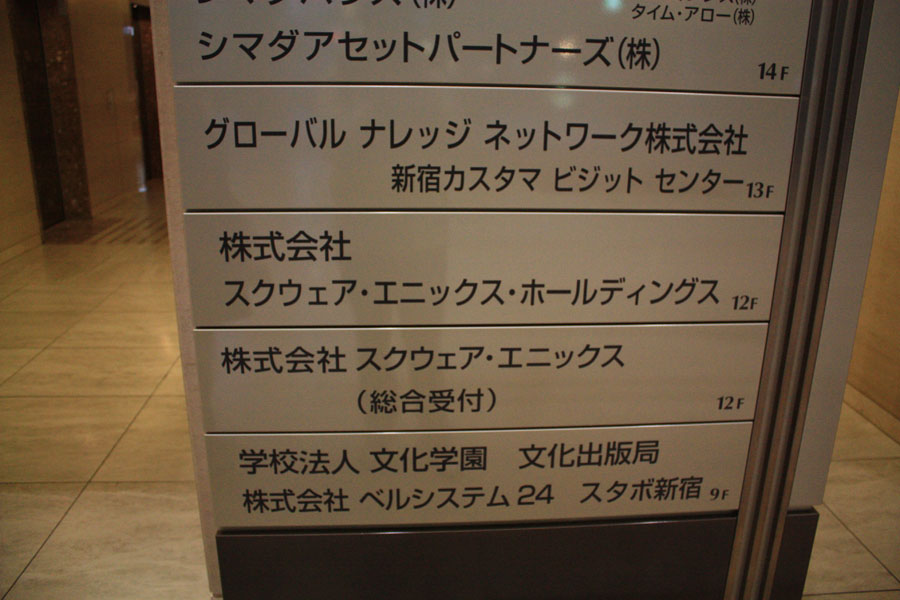 タイム・アロー(株)
シマダアセットパートナーズ(株)
14F
グローバル ナレッジ ネットワーク株式会社
新宿カスタマ ビジット センター 13F
株式会社
スクウェア・エニックス・ホールディングス 12F
株式会社 スクウェア・エニックス
(総合受付) 12F
学校法人 文化学園 文化出版局
株式会社 ベルシステム24 スタボ新宿 9F